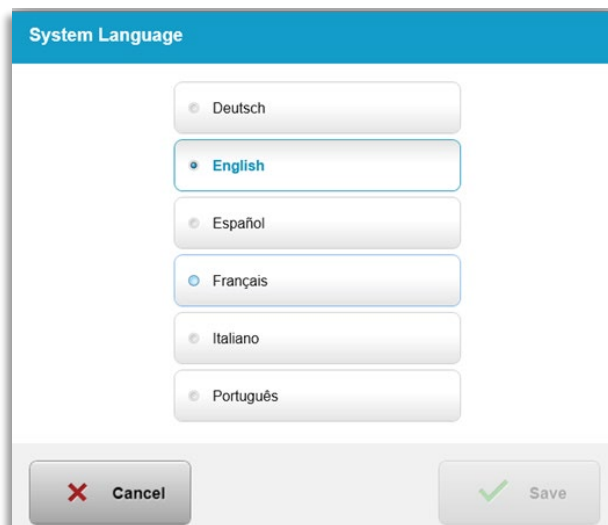 System Language
Deutsch
English
Español
Français
Italiano
Português
Cancel
Save